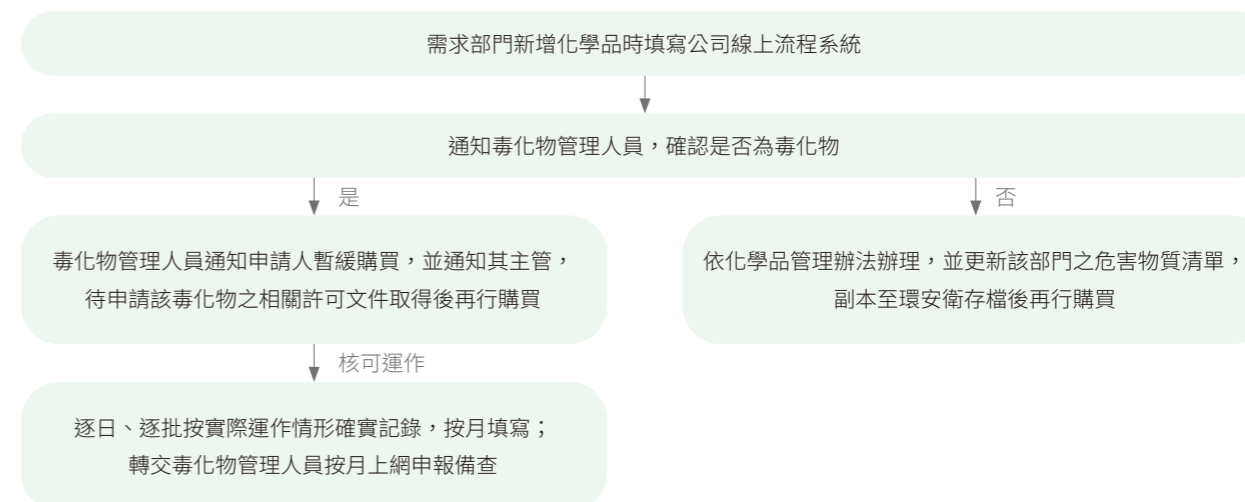 需求部門新增化學品時填寫公司線上流程系統
通知毒化物管理人員，確認是否為毒化物
是
否
毒化物管理人員通知申請人暫緩購買，並通知其主管，
待申請該毒化物之相關許可文件取得後再行購買
依化學品管理辦法辦理，並更新該部門之危害物質清單，
副本至環安衛存檔後再行購買
核可運作
逐日、逐批按實際運作情形確實記錄，按月填寫；
轉交毒化物管理人員按月上網申報備查